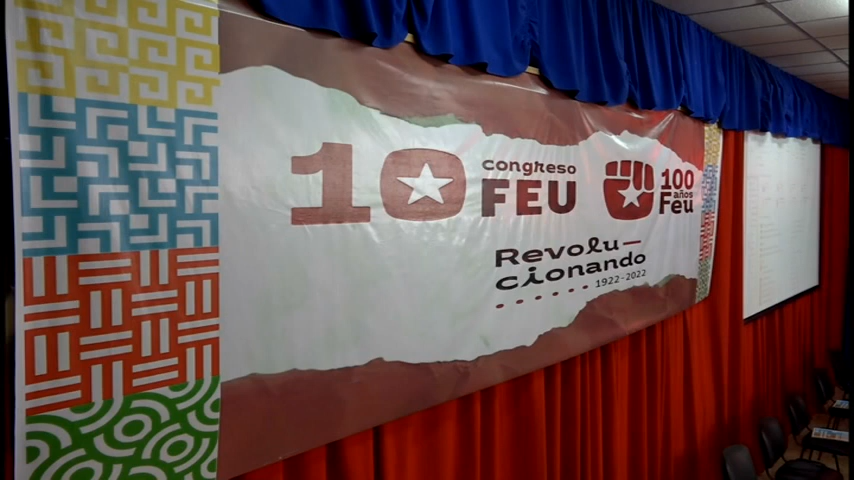 10 congreso
FEU
100
años
Feu
Revolu—
cionando
1922-2022